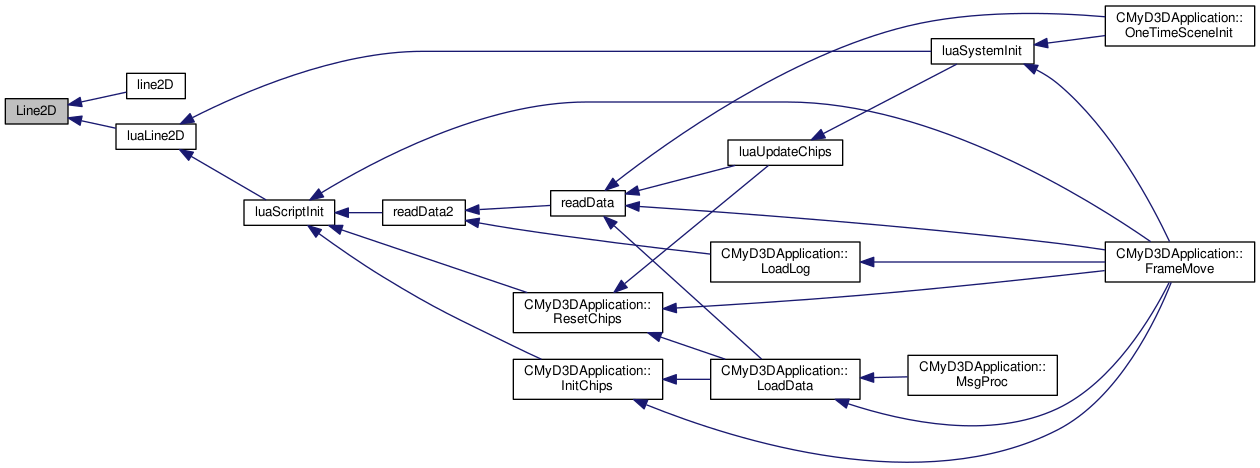 Line2D
line2D
luaLine2D
luaScriptInit
readData2
readData
luaUpdateChips
luaSystemInit
CMyD3DApplication::
OneTimeSceneInit
CMyD3DApplication::
LoadLog
CMyD3DApplication::
FrameMove
CMyD3DApplication::
ResetChips
CMyD3DApplication::
InitChips
CMyD3DApplication::
LoadData
CMyD3DApplication::
MsgProc